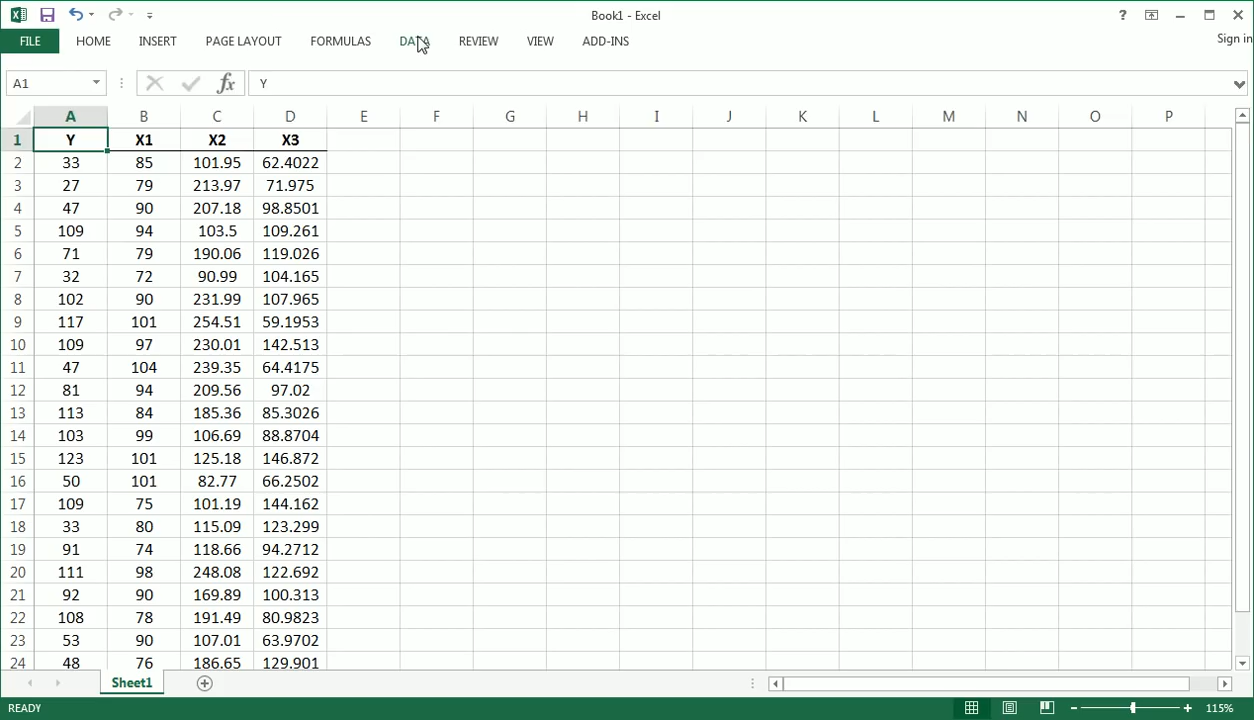 Book1 - Excel
?
FILE HOME INSERT PAGE LAYOUT FORMULAS DATA REVIEW VIEW ADD-INS Sign in
A1 fx Y
A B C D E F G H I J K L M N O P
1 Y X1 X2 X3
2 33 85 101.95 62.4022
3 27 79 213.97 71.975
4 47 90 207.18 98.8501
5 109 94 103.5 109.261
6 71 79 190.06 119.026
7 32 72 90.99 104.165
8 102 90 231.99 107.965
9 117 101 254.51 59.1953
10 109 97 230.01 142.513
11 47 104 239.35 64.4175
12 81 94 209.56 97.02
13 113 84 185.36 85.3026
14 103 99 106.69 88.8704
15 123 101 125.18 146.872
16 50 101 82.77 66.2502
17 109 75 101.19 144.162
18 33 80 115.09 123.299
19 91 74 118.66 94.2712
20 111 98 248.08 122.692
21 92 90 169.89 100.313
22 108 78 191.49 80.9823
23 53 90 107.01 63.9702
24 48 76 186.65 129.901
Sheet1
READY 115%